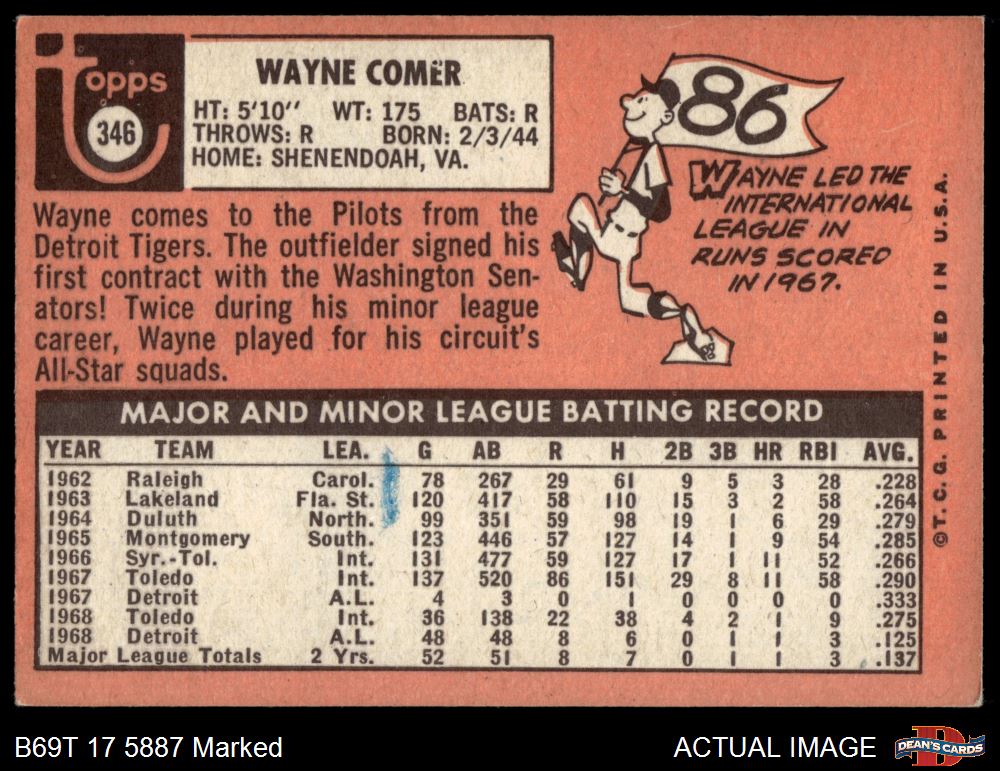 Topps
346
WAYNE COMER
HT: 5'10'' WT: 175 BATS: R
THROWS: R BORN: 2/3/44
HOME: SHENENDOAH, VA.
Wayne comes to the Pilots from the
Detroit Tigers. The outfielder signed his
first contract with the Washington Sen-
ators! Twice during his minor league
career, Wayne played for his circuit's
All-Star squads.
86
WAYNE LED THE
INTERNATIONAL
LEAGUE IN
RUNS SCORED
IN 1967.
©T. C. G. PRINTED IN U.S.A.
MAJOR AND MINOR LEAGUE BATTING RECORD
YEAR TEAM LEA. G AB R H 2B 3B HR RBI AVG.
1962 Raleigh Carol. 78 267 29 61 9 5 3 28 .228
1963 Lakeland Fla. St. 120 417 58 110 15 3 2 58 .264
1964 Duluth North. 99 351 59 98 19 1 6 29 .279
1965 Montgomery South. 123 446 57 127 14 1 9 54 .285
1966 Syr.-Tol. Int. 131 477 59 127 17 1 11 52 .266
1967 Toledo Int. 137 520 86 151 29 8 11 58 .290
1967 Detroit A.L. 4 3 0 1 0 0 0 0 .333
1968 Toledo Int. 36 138 22 38 4 2 1 9 .275
1968 Detroit A.L. 48 48 8 6 0 1 1 3 .125
Major League Totals 2 Yrs. 52 51 8 7 0 1 1 3 .137
B69T 17 5887 Marked
ACTUAL IMAGE
D
DEAN'S CARDS